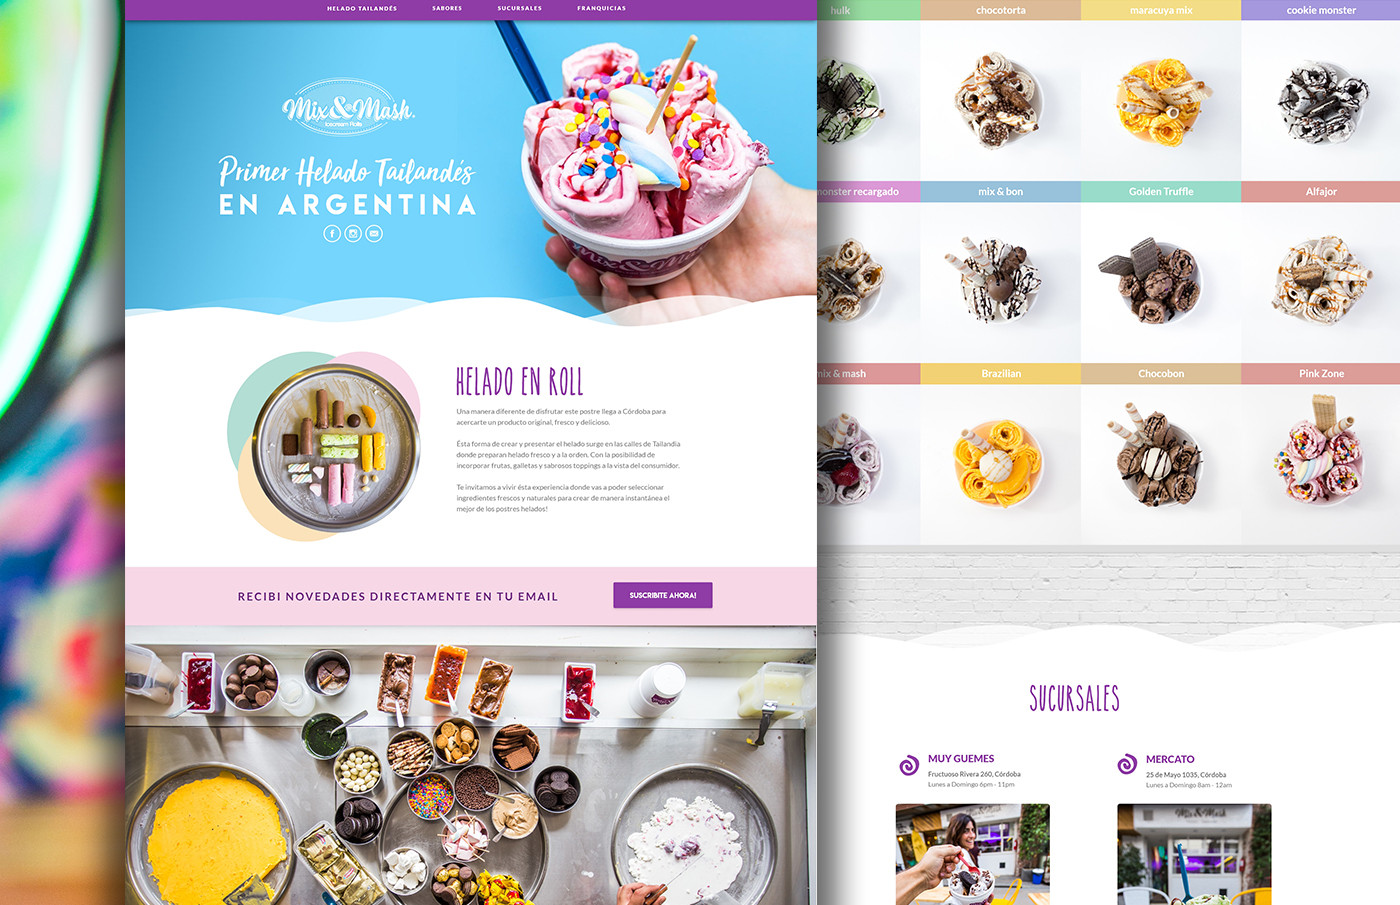 HELADO TAILANDÉS SABORES SUCURSALES FRANQUICIAS
Mix&Mash.
Icecream Rolls
Primer Helado Tailandés
EN ARGENTINA
HELADO EN ROLL
Una manera diferente de disfrutar este postre llega a Córdoba para
acercarte un producto original, fresco y delicioso.
Ésta forma de crear y presentar el helado surge en las calles de Tailandia
donde preparan helado fresco y a la orden. Con la posibilidad de
incorporar frutas, galletas y sabrosos toppings a la vista del consumidor.
Te invitamos a vivir ésta experiencia donde vas a poder seleccionar
ingredientes frescos y naturales para crear de manera instantánea el
mejor de los postres helados!
RECIBI NOVEDADES DIRECTAMENTE EN TU EMAIL
SUSCRIBITE AHORA!
hulk chocotorta maracuya mix cookie monster
monster recargado mix & bon Golden Truffle Alfajor
mix & mash Brazilian Chocobon Pink Zone
SUCURSALES
MUY GUEMES
Fructuoso Rivera 260, Córdoba
Lunes a Domingo 6pm - 11pm
MERCATO
25 de Mayo 1035, Córdoba
Lunes a Domingo 8am - 12am
Mix&Mash